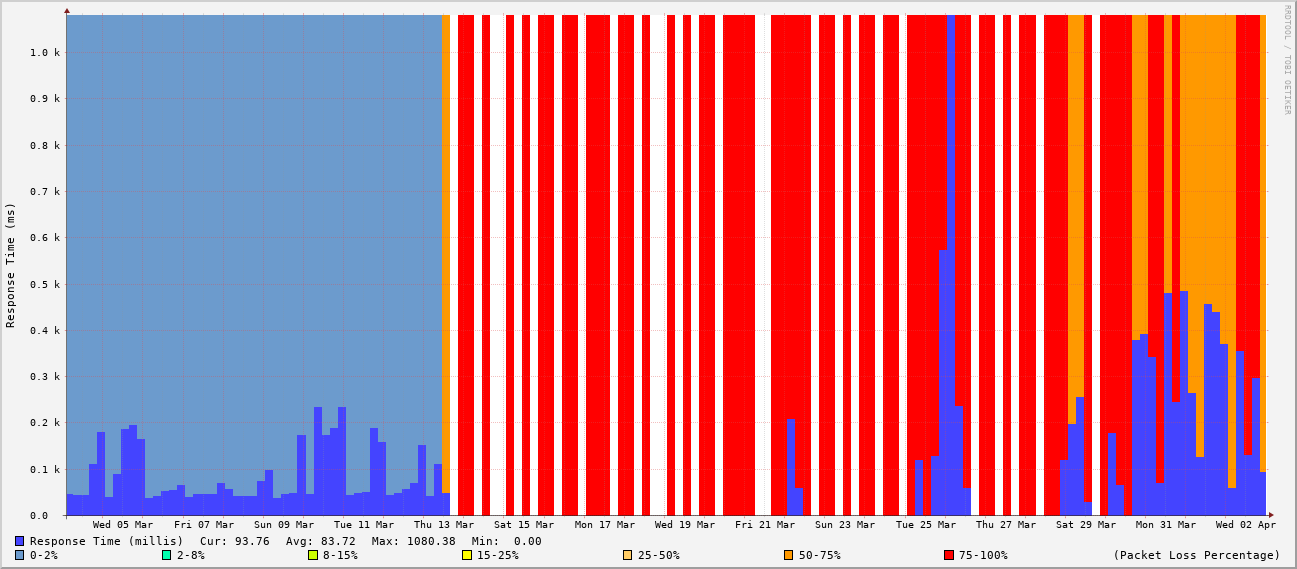 RRDTOOL / TOBI OETIKER
Response Time (ms)
1.0 k
0.9 k
0.8 k
0.7 k
0.6 k
0.5 k
0.4 k
0.3 k
0.2 k
0.1 k
0.0
Wed 05 Mar Fri 07 Mar Sun 09 Mar Tue 11 Mar Thu 13 Mar Sat 15 Mar Mon 17 Mar Wed 19 Mar Fri 21 Mar Sun 23 Mar Tue 25 Mar Thu 27 Mar Sat 29 Mar Mon 31 Mar Wed 02 Apr
Response Time (millis) Cur: 93.76 Avg: 83.72 Max: 1080.38 Min: 0.00
0-2% 2-8% 8-15% 15-25% 25-50% 50-75% 75-100% (Packet Loss Percentage)